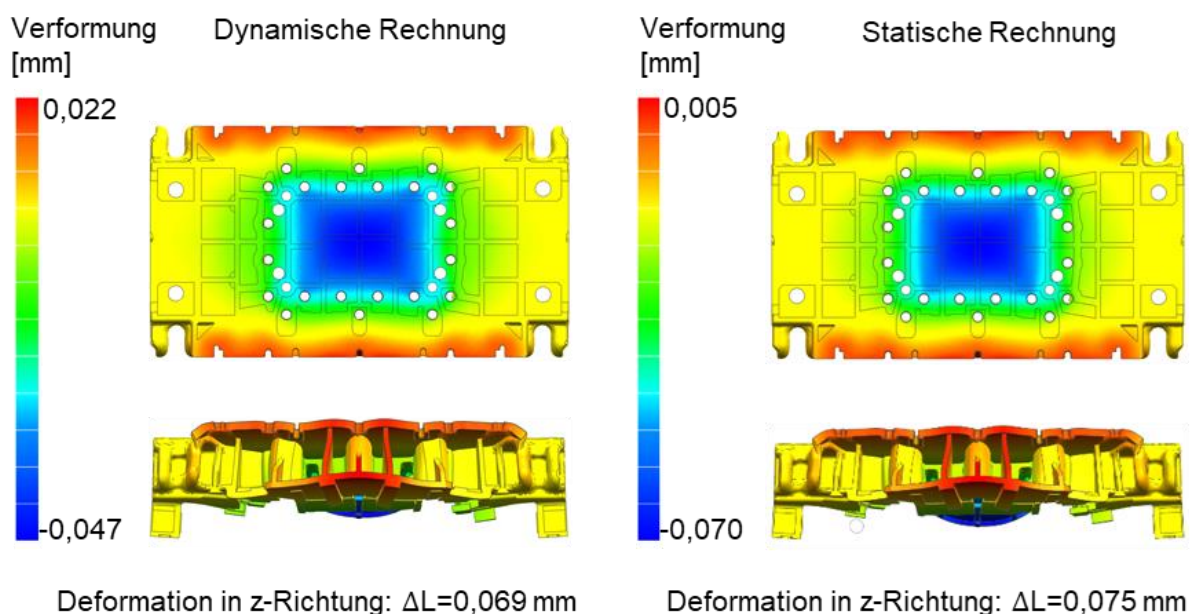 Verformung
[mm]
Dynamische Rechnung
0,022
-0,047
Deformation in z-Richtung: ΔL=0,069 mm
Verformung
[mm]
Statische Rechnung
0,005
-0,070
Deformation in z-Richtung: ΔL=0,075 mm